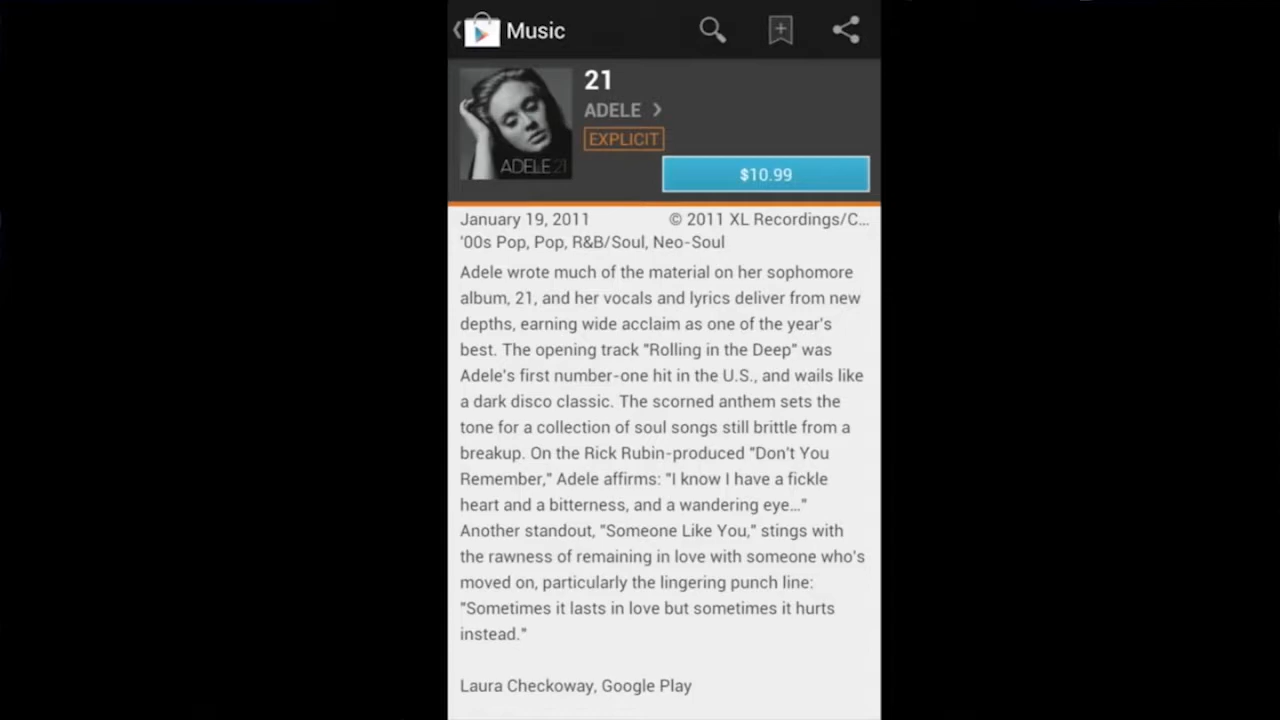 Music
21
ADELE
EXPLICIT
ADELE 21
$10.99
January 19, 2011 © 2011 XL Recordings/C...
'00s Pop, Pop, R&B/Soul, Neo-Soul
Adele wrote much of the material on her sophomore
album, 21, and her vocals and lyrics deliver from new
depths, earning wide acclaim as one of the year's
best. The opening track "Rolling in the Deep" was
Adele's first number-one hit in the U.S., and wails like
a dark disco classic. The scorned anthem sets the
tone for a collection of soul songs still brittle from a
breakup. On the Rick Rubin-produced "Don't You
Remember," Adele affirms: "I know I have a fickle
heart and a bitterness, and a wandering eye…"
Another standout, "Someone Like You," stings with
the rawness of remaining in love with someone who's
moved on, particularly the lingering punch line:
"Sometimes it lasts in love but sometimes it hurts
instead."
Laura Checkoway, Google Play